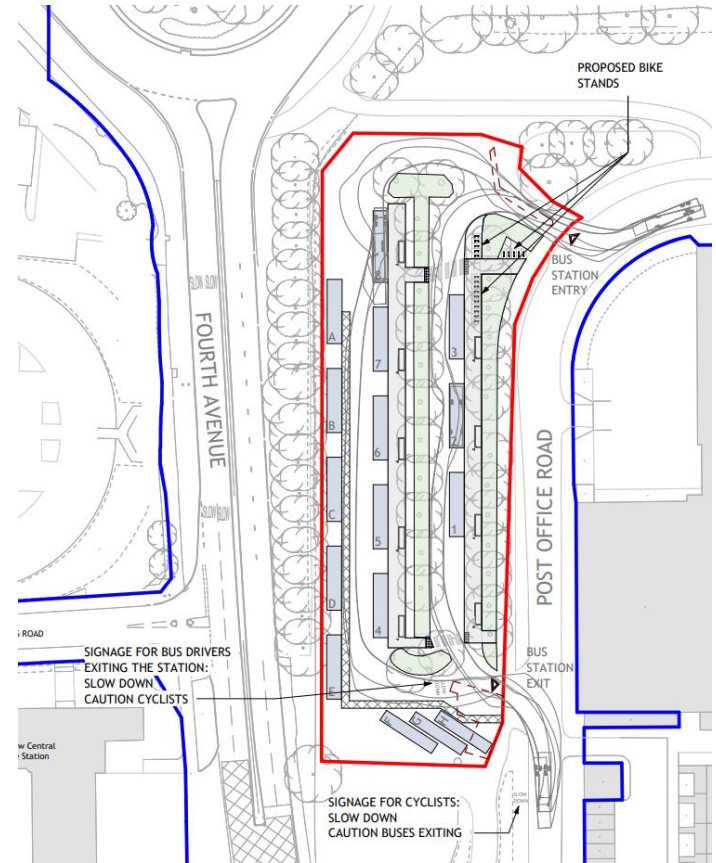 PROPOSED BIKE
STANDS
SLOW SLOW
FOURTH AVENUE
BUS
STATION
ENTRY
A
B
C
D
E
7
6
5
4
3
2
1
POST OFFICE ROAD
SLOW SLOW
ROAD
SIGNAGE FOR BUS DRIVERS
EXITING THE STATION:
SLOW DOWN
CAUTION CYCLISTS
BUS
STATION
EXIT
SLOW
DOWN
F
G
H
w Central
Station
SIGNAGE FOR CYCLISTS:
SLOW DOWN
CAUTION BUSES EXITING
SLOW
DOWN